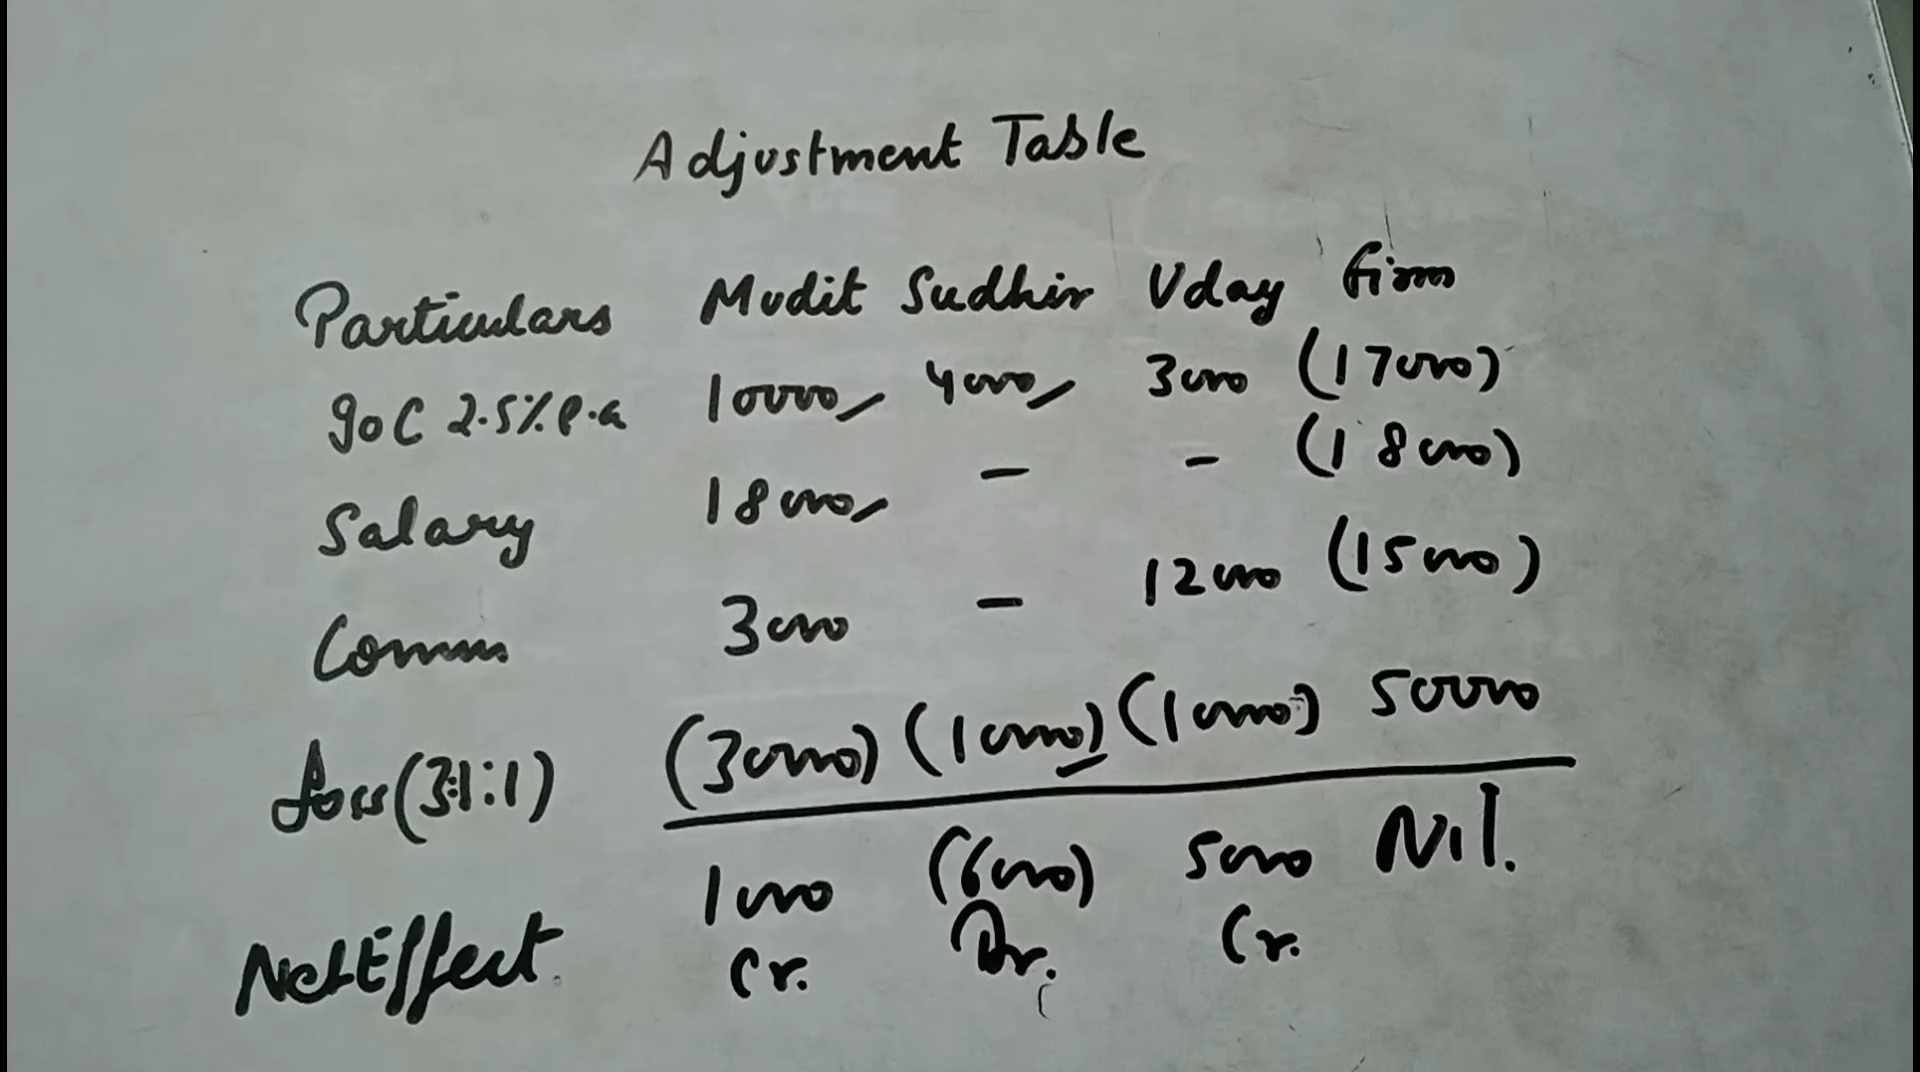 Adjustment Table
Particulars Mudit Sudhir Uday firm
IoC 2.5% p.a 10000 4000 3000 (17000)
Salary 18000 - - (18000)
Comm 3000 - 12000 (15000)
Loss (3:1:1) (30000) (10000) (10000) 50000
Net Effect. 1000 (6000) 5000 Nil.
Cr. Dr. Cr.